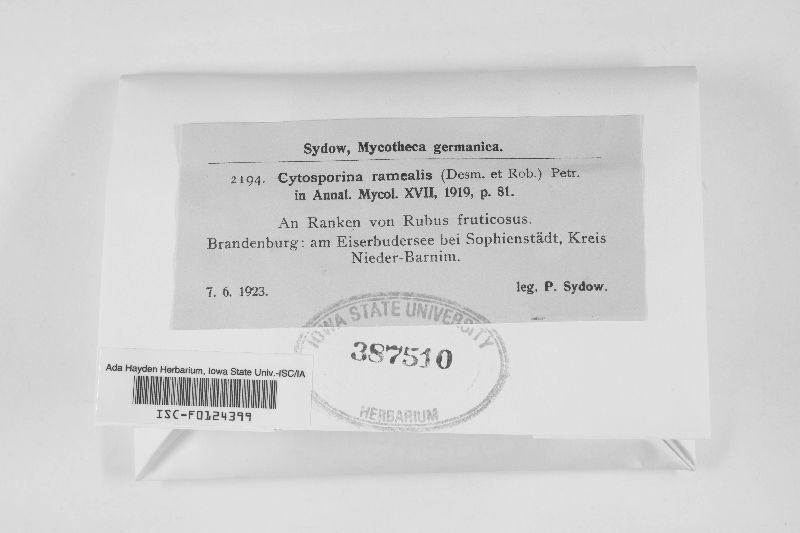 Sydow, Mycotheca germanica.
2194. Cytosporina ramealis (Desm. et Rob.) Petr.
in Annal. Mycol. XVII, 1919, p. 81.
An Ranken von Rubus fruticosus.
Brandenburg: am Eiserbudersee bei Sophienstädt, Kreis
Nieder-Barnim.
7. 6. 1923. leg. P. Sydow.
IOWA STATE UNIVERSITY
387510
HERBARIUM
Ada Hayden Herbarium, Iowa State Univ.-ISC/IA
ISC-F0124399